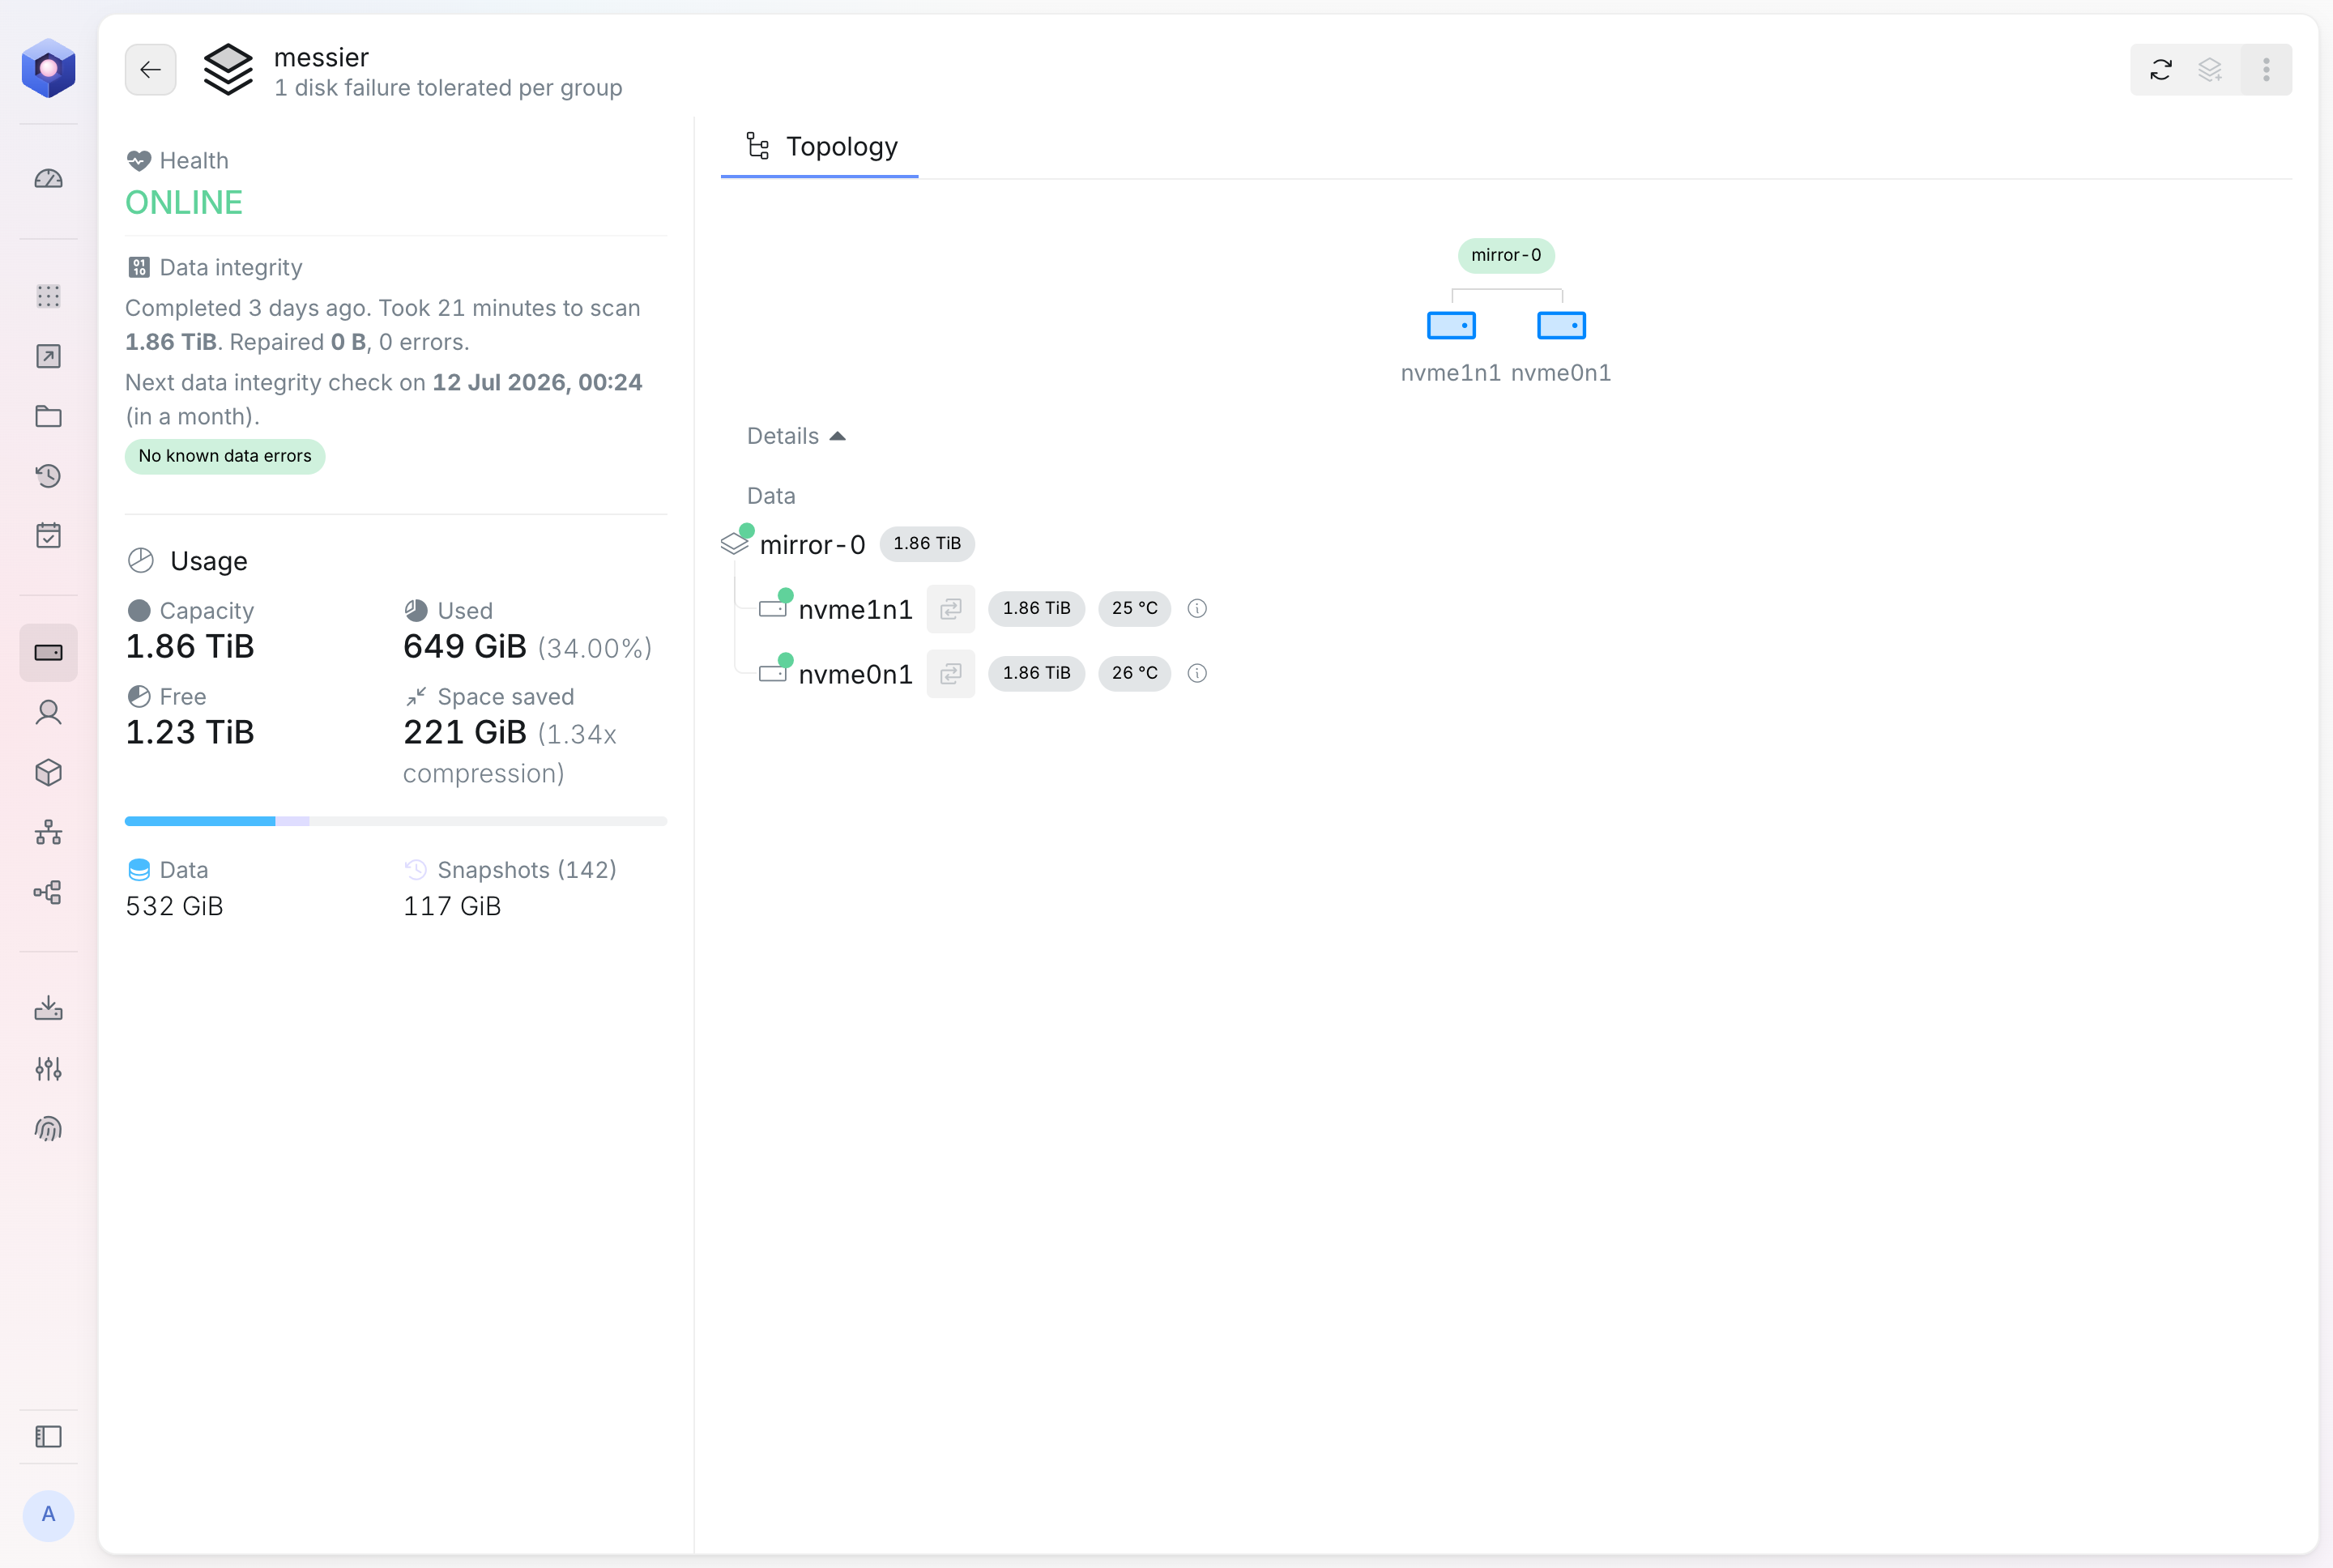 messier
1 disk failure tolerated per group
Health
ONLINE
Data integrity
Completed 3 days ago. Took 21 minutes to scan
1.86 TiB. Repaired 0 B, 0 errors.
Next data integrity check on 12 Jul 2026, 00:24
(in a month).
No known data errors
Usage
Capacity
1.86 TiB
Used
649 GiB (34.00%)
Free
1.23 TiB
Space saved
221 GiB (1.34x
compression)
Data
532 GiB
Snapshots (142)
117 GiB
Topology
mirror-0
nvme1n1 nvme0n1
Details
Data
mirror-0 1.86 TiB
nvme1n1 1.86 TiB 25 °C
nvme0n1 1.86 TiB 26 °C
A